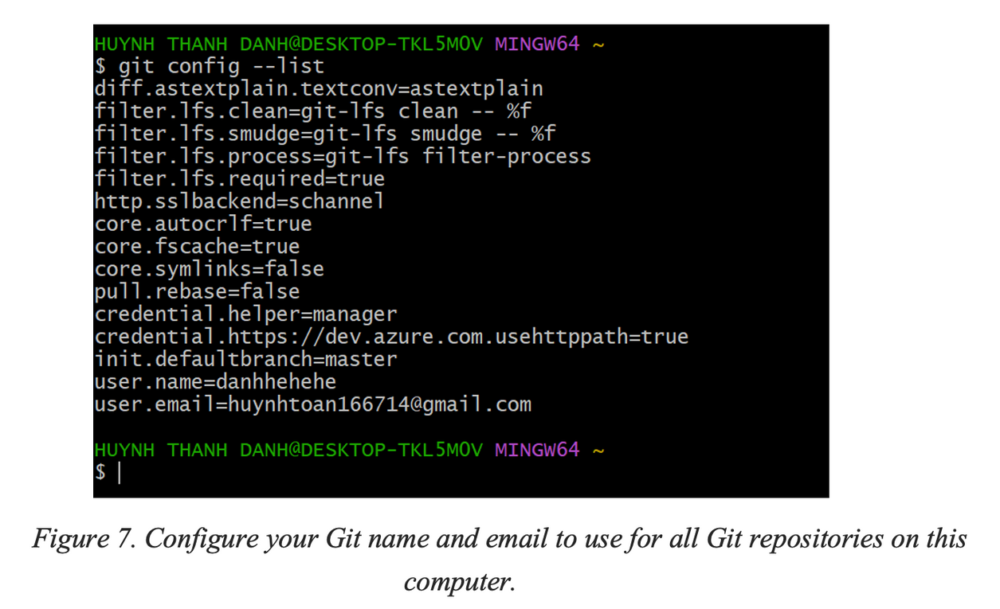 HUYNH THANH DANH@DESKTOP-TKL5MOV MINGW64 ~
$ git config --list
diff.astextplain.textconv=astextplain
filter.lfs.clean=git-lfs clean -- %f
filter.lfs.smudge=git-lfs smudge -- %f
filter.lfs.process=git-lfs filter-process
filter.lfs.required=true
http.sslbackend=schannel
core.autocrlf=true
core.fscache=true
core.symlinks=false
pull.rebase=false
credential.helper=manager
credential.https://dev.azure.com.usehttppath=true
init.defaultbranch=master
user.name=danhhehehe
user.email=huynhtoan166714@gmail.com
HUYNH THANH DANH@DESKTOP-TKL5MOV MINGW64 ~
$
Figure 7. Configure your Git name and email to use for all Git repositories on this
computer.